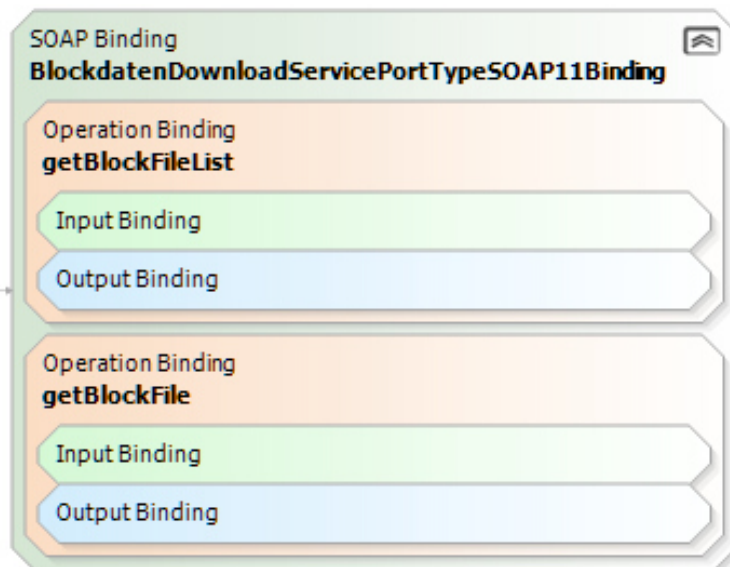 SOAP Binding
BlockdatenDownloadServicePortTypeSOAP11Binding
Operation Binding
getBlockFileList
Input Binding
Output Binding
Operation Binding
getBlockFile
Input Binding
Output Binding